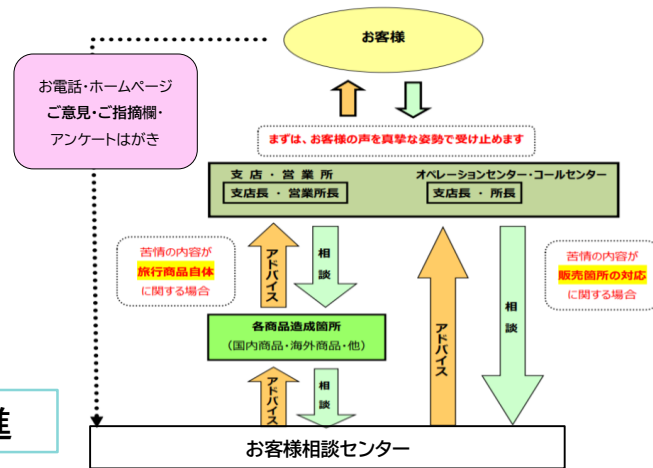 お客様
お電話・ホームページ
ご意見・ご指摘欄・
アンケートはがき
まずは、お客様の声を真摯な姿勢で受け止めます
支店・営業所
支店長 ・ 営業所長
オペレーションセンター・コールセンター
支店長 ・ 所長
苦情の内容が
旅行商品自体
に関する場合
アドバイス
相談
苦情の内容が
販売箇所の対応
に関する場合
アドバイス
相談
各商品造成箇所
（国内商品・海外商品・他）
アドバイス
相談
進
お客様相談センター